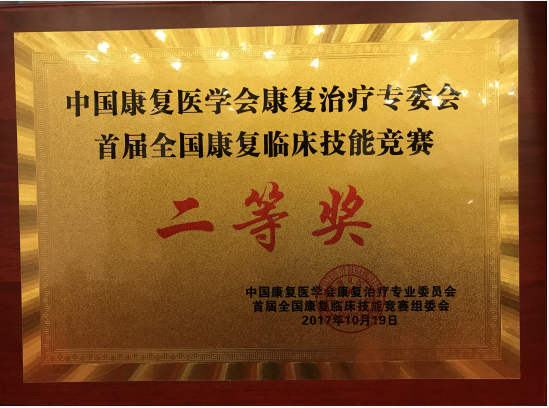 中国康复医学会康复治疗专委会
首届全国康复临床技能竞赛
二等奖
中国康复医学会康复治疗专业委员会
首届全国康复临床技能竞赛组委会
2017年10月19日